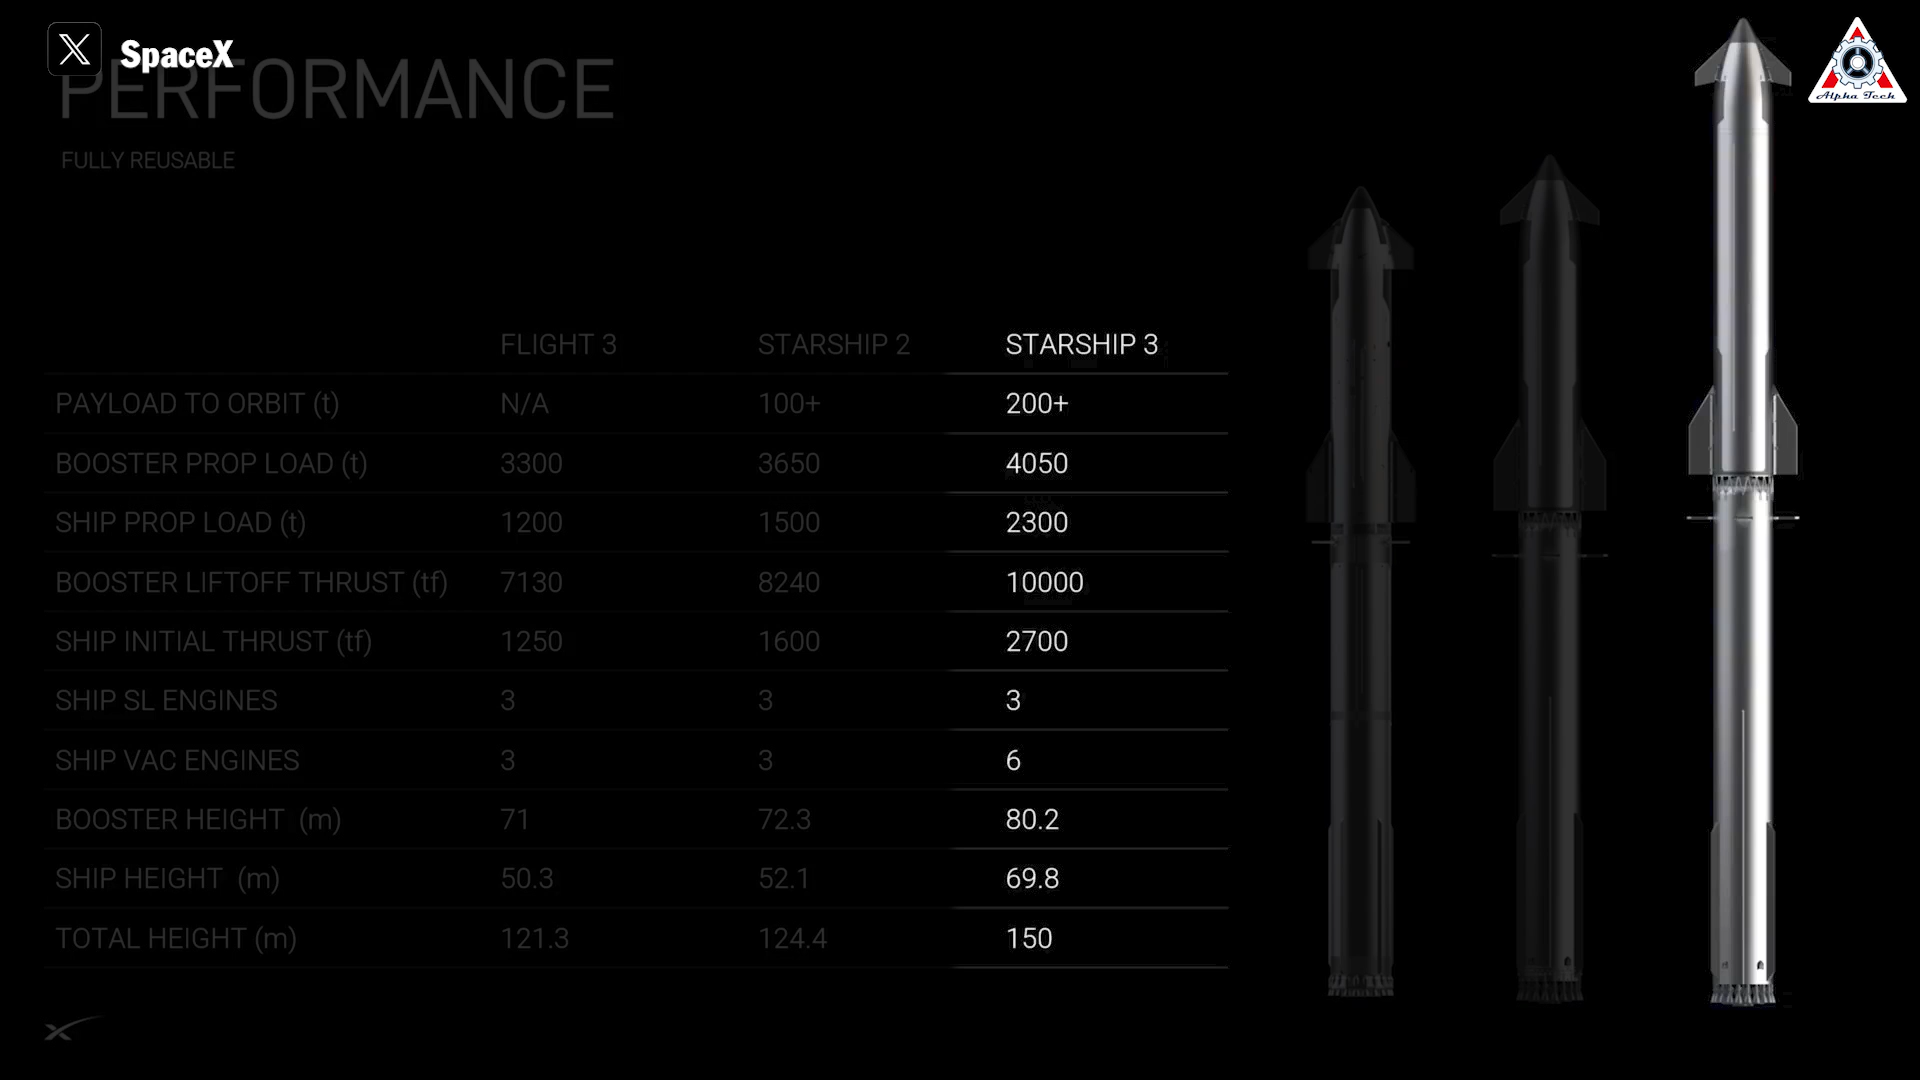 SpaceX
PERFORMANCE
Alpha Tech
FULLY REUSABLE
FLIGHT 3 STARSHIP 2 STARSHIP 3
PAYLOAD TO ORBIT (t) N/A 100+ 200+
BOOSTER PROP LOAD (t) 3300 3650 4050
SHIP PROP LOAD (t) 1200 1500 2300
BOOSTER LIFTOFF THRUST (tf) 7130 8240 10000
SHIP INITIAL THRUST (tf) 1250 1600 2700
SHIP SL ENGINES 3 3 3
SHIP VAC ENGINES 3 3 6
BOOSTER HEIGHT (m) 71 72.3 80.2
SHIP HEIGHT (m) 50.3 52.1 69.8
TOTAL HEIGHT (m) 121.3 124.4 150